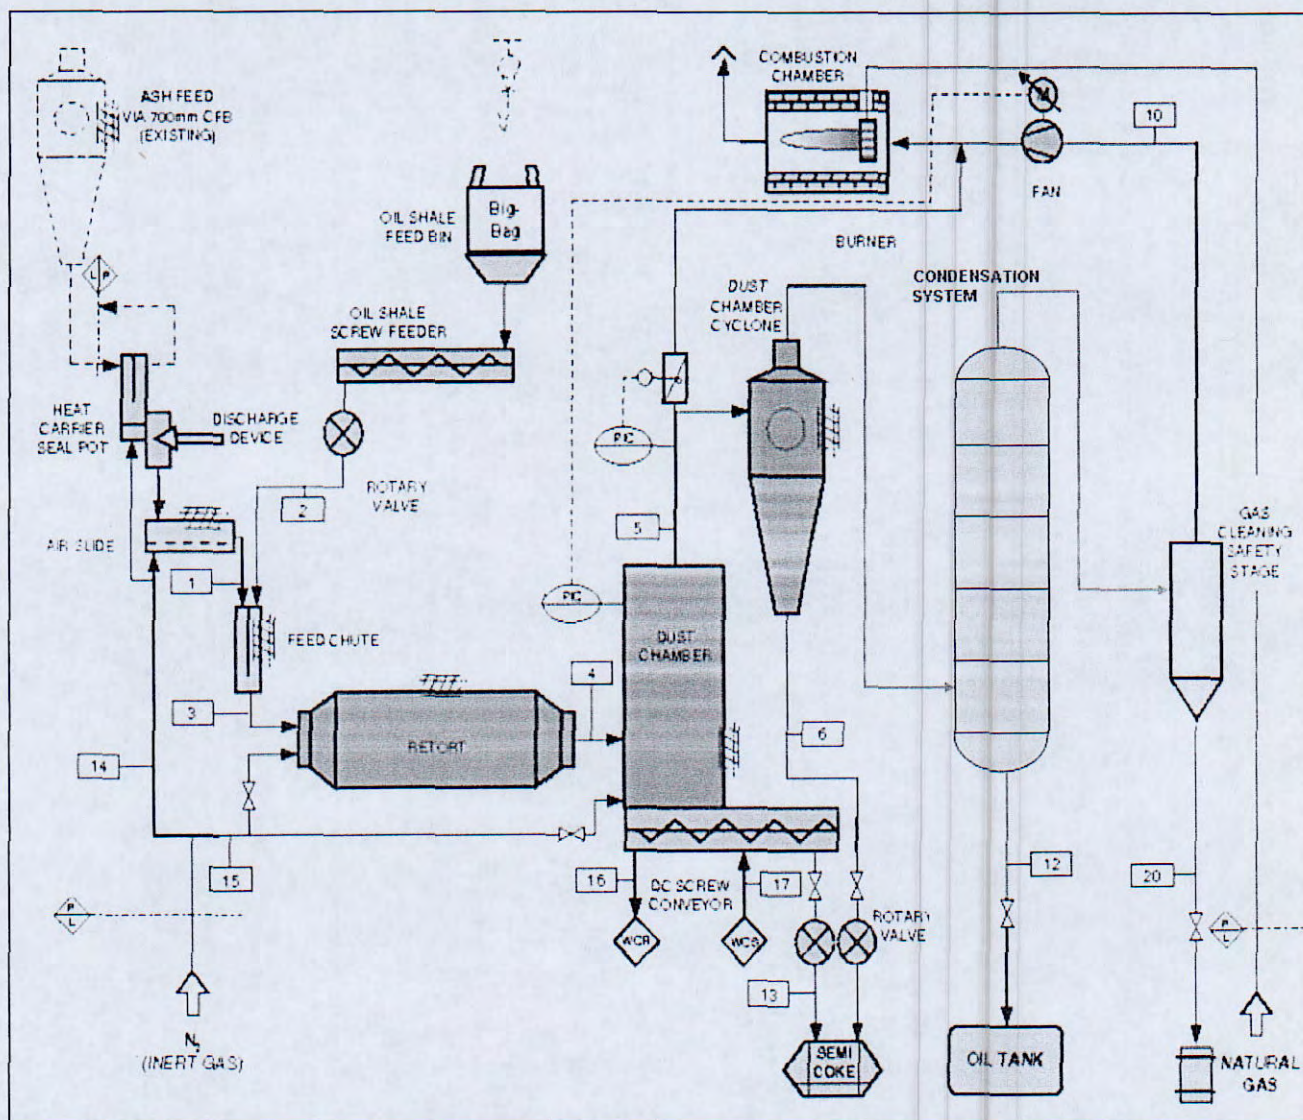 ASH FEED
VIA 700mm CFB
(EXISTING)
COMBUSTION
CHAMBER
M
10
FAN
BURNER
Big-
Bag
OIL SHALE
FEED BIN
L P
OIL SHALE
SCREW FEEDER
DUST
CHAMBER
CYCLONE
CONDENSATION
SYSTEM
HEAT
CARRIER
SEAL POT
DISCHARGE
DEVICE
PIC
ROTARY
VALVE
2
5
AIR SLIDE
1
GAS
CLEANING
SAFETY
STAGE
PIC
FEED CHUTE
DUST
CHAMBER
3
4
RETORT
6
14
15
16
DC SCREW
CONVEYOR
17
12
20
P
L
WCR
WCS
ROTARY
VALVE
P
L
13
N2
(INERT GAS)
SEMI
COKE
OIL TANK
NATURAL
GAS